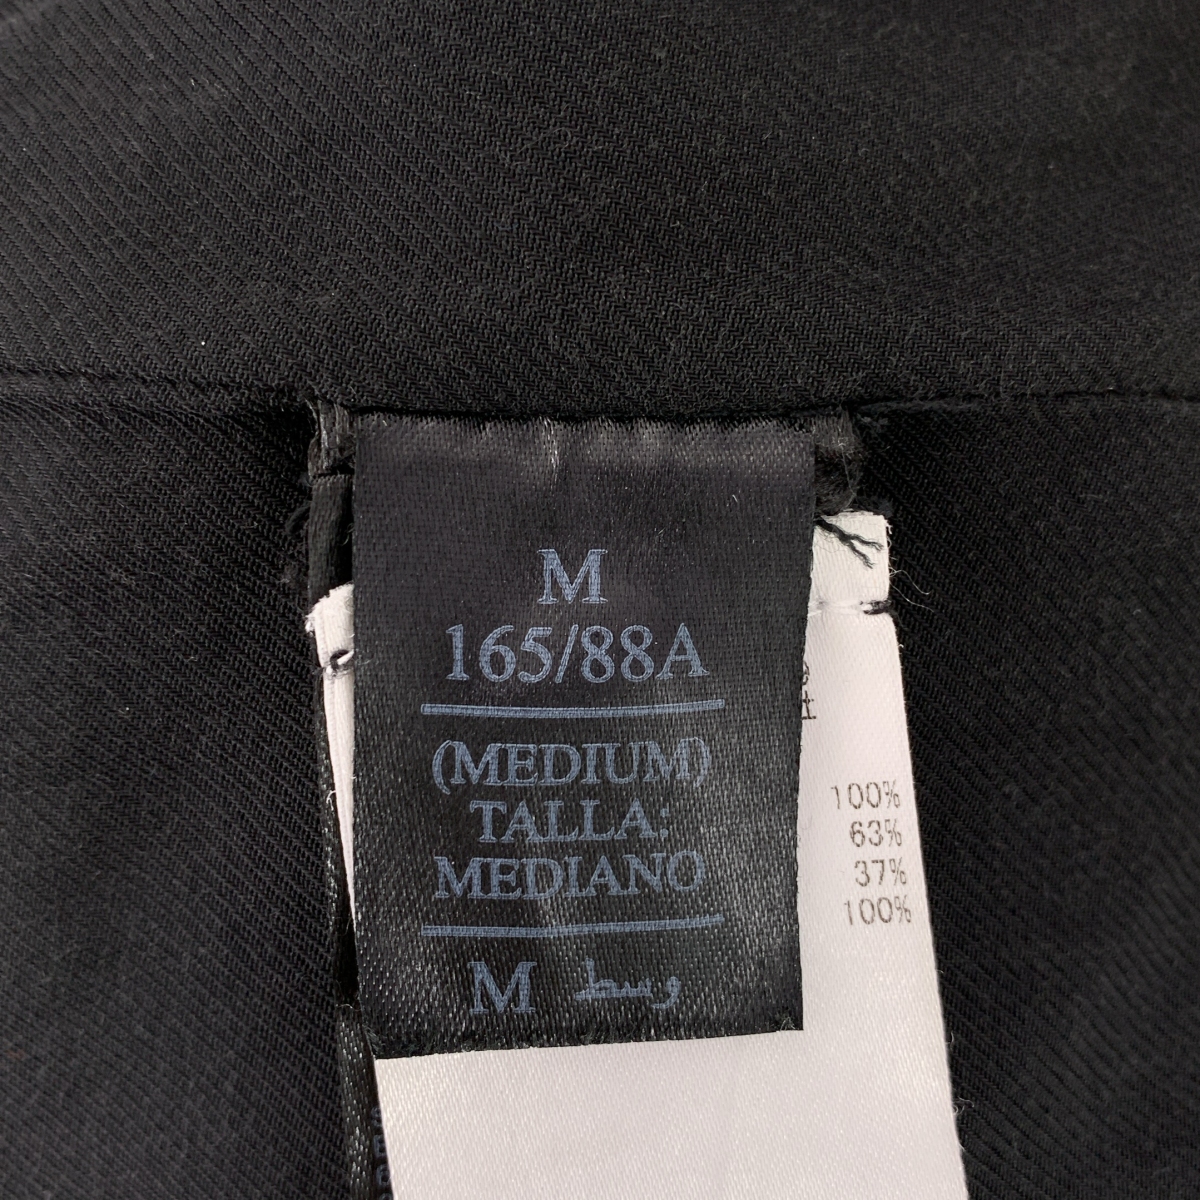 M
165/88A
(MEDIUM)
TALLA:
MEDIANO
M وسط
100%
63%
37%
100%